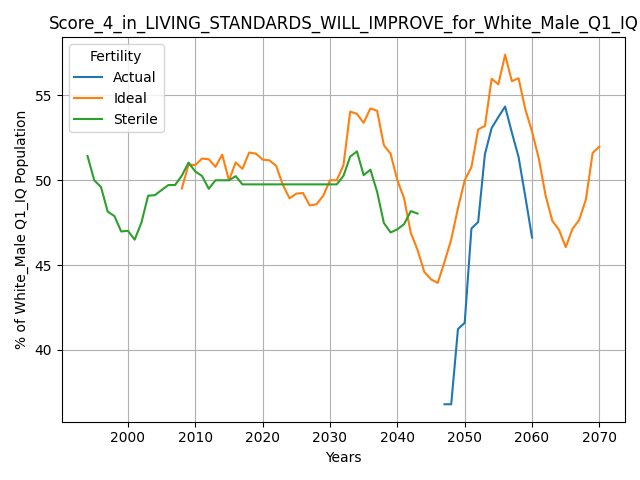 Score_4_in_LIVING_STANDARDS_WILL_IMPROVE_for_White_Male_Q1_IQ
Fertility
Actual
Ideal
Sterile
% of White_Male Q1_IQ Population
55
50
45
40
2000 2010 2020 2030 2040 2050 2060 2070
Years